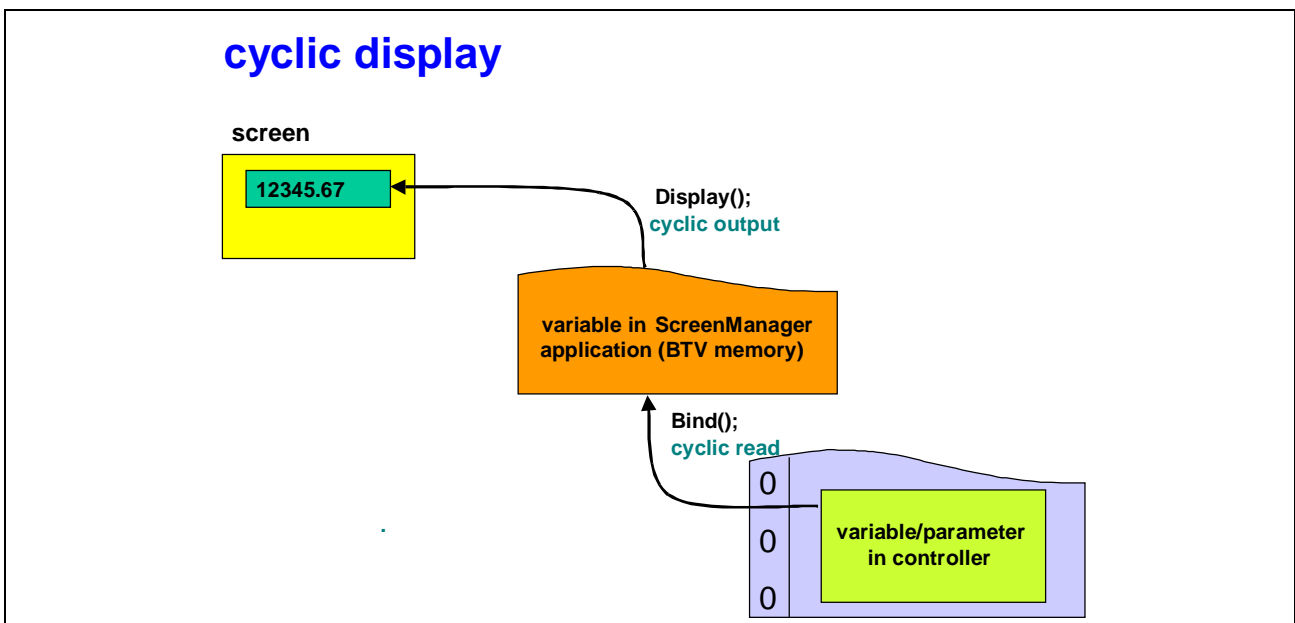 cyclic display
screen
12345.67
Display();
cyclic output
variable in ScreenManager
application (BTV memory)
Bind();
cyclic read
0
0
0
variable/parameter
in controller